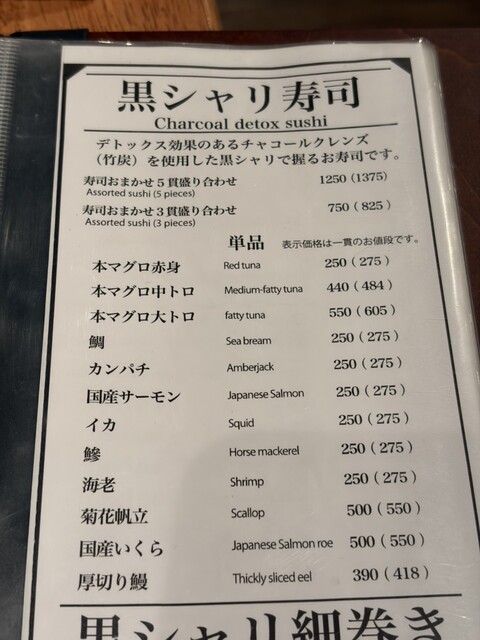 黒シャリ寿司
Charcoal detox sushi
デトックス効果のあるチャコールクレンズ
（竹炭）を使用した黒シャリで握るお寿司です。
寿司おまかせ5貫盛り合わせ 1250 (1375)
Assorted sushi (5 pieces)
寿司おまかせ3貫盛り合わせ 750 ( 825 )
Assorted sushi (3 pieces)
単品 表示価格は一貫のお値段です。
本マグロ赤身 Red tuna 250 ( 275 )
本マグロ中トロ Medium-fatty tuna 440 ( 484 )
本マグロ大トロ fatty tuna 550 ( 605 )
鯛 Sea bream 250 ( 275 )
カンパチ Amberjack 250 ( 275 )
国産サーモン Japanese Salmon 250 ( 275 )
イカ Squid 250 ( 275 )
鯵 Horse mackerel 250 ( 275 )
海老 Shrimp 250 ( 275 )
菊花帆立 Scallop 500 ( 550 )
国産いくら Japanese Salmon roe 500 ( 550 )
厚切り鰻 Thickly sliced eel 390 ( 418 )
黒シャリ細巻き